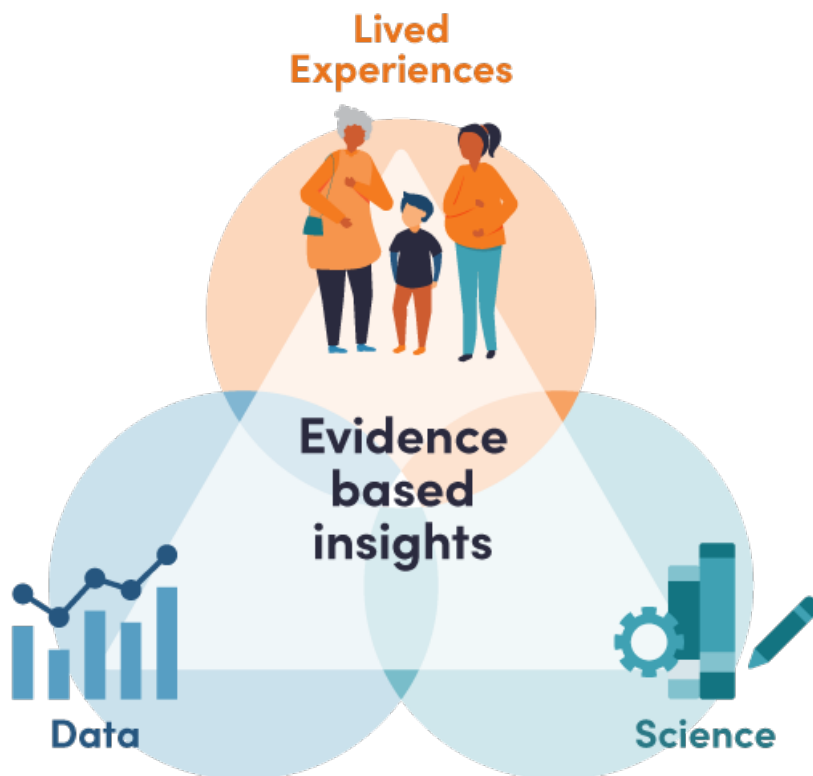 Lived
Experiences
Evidence
based
insights
Data
Science